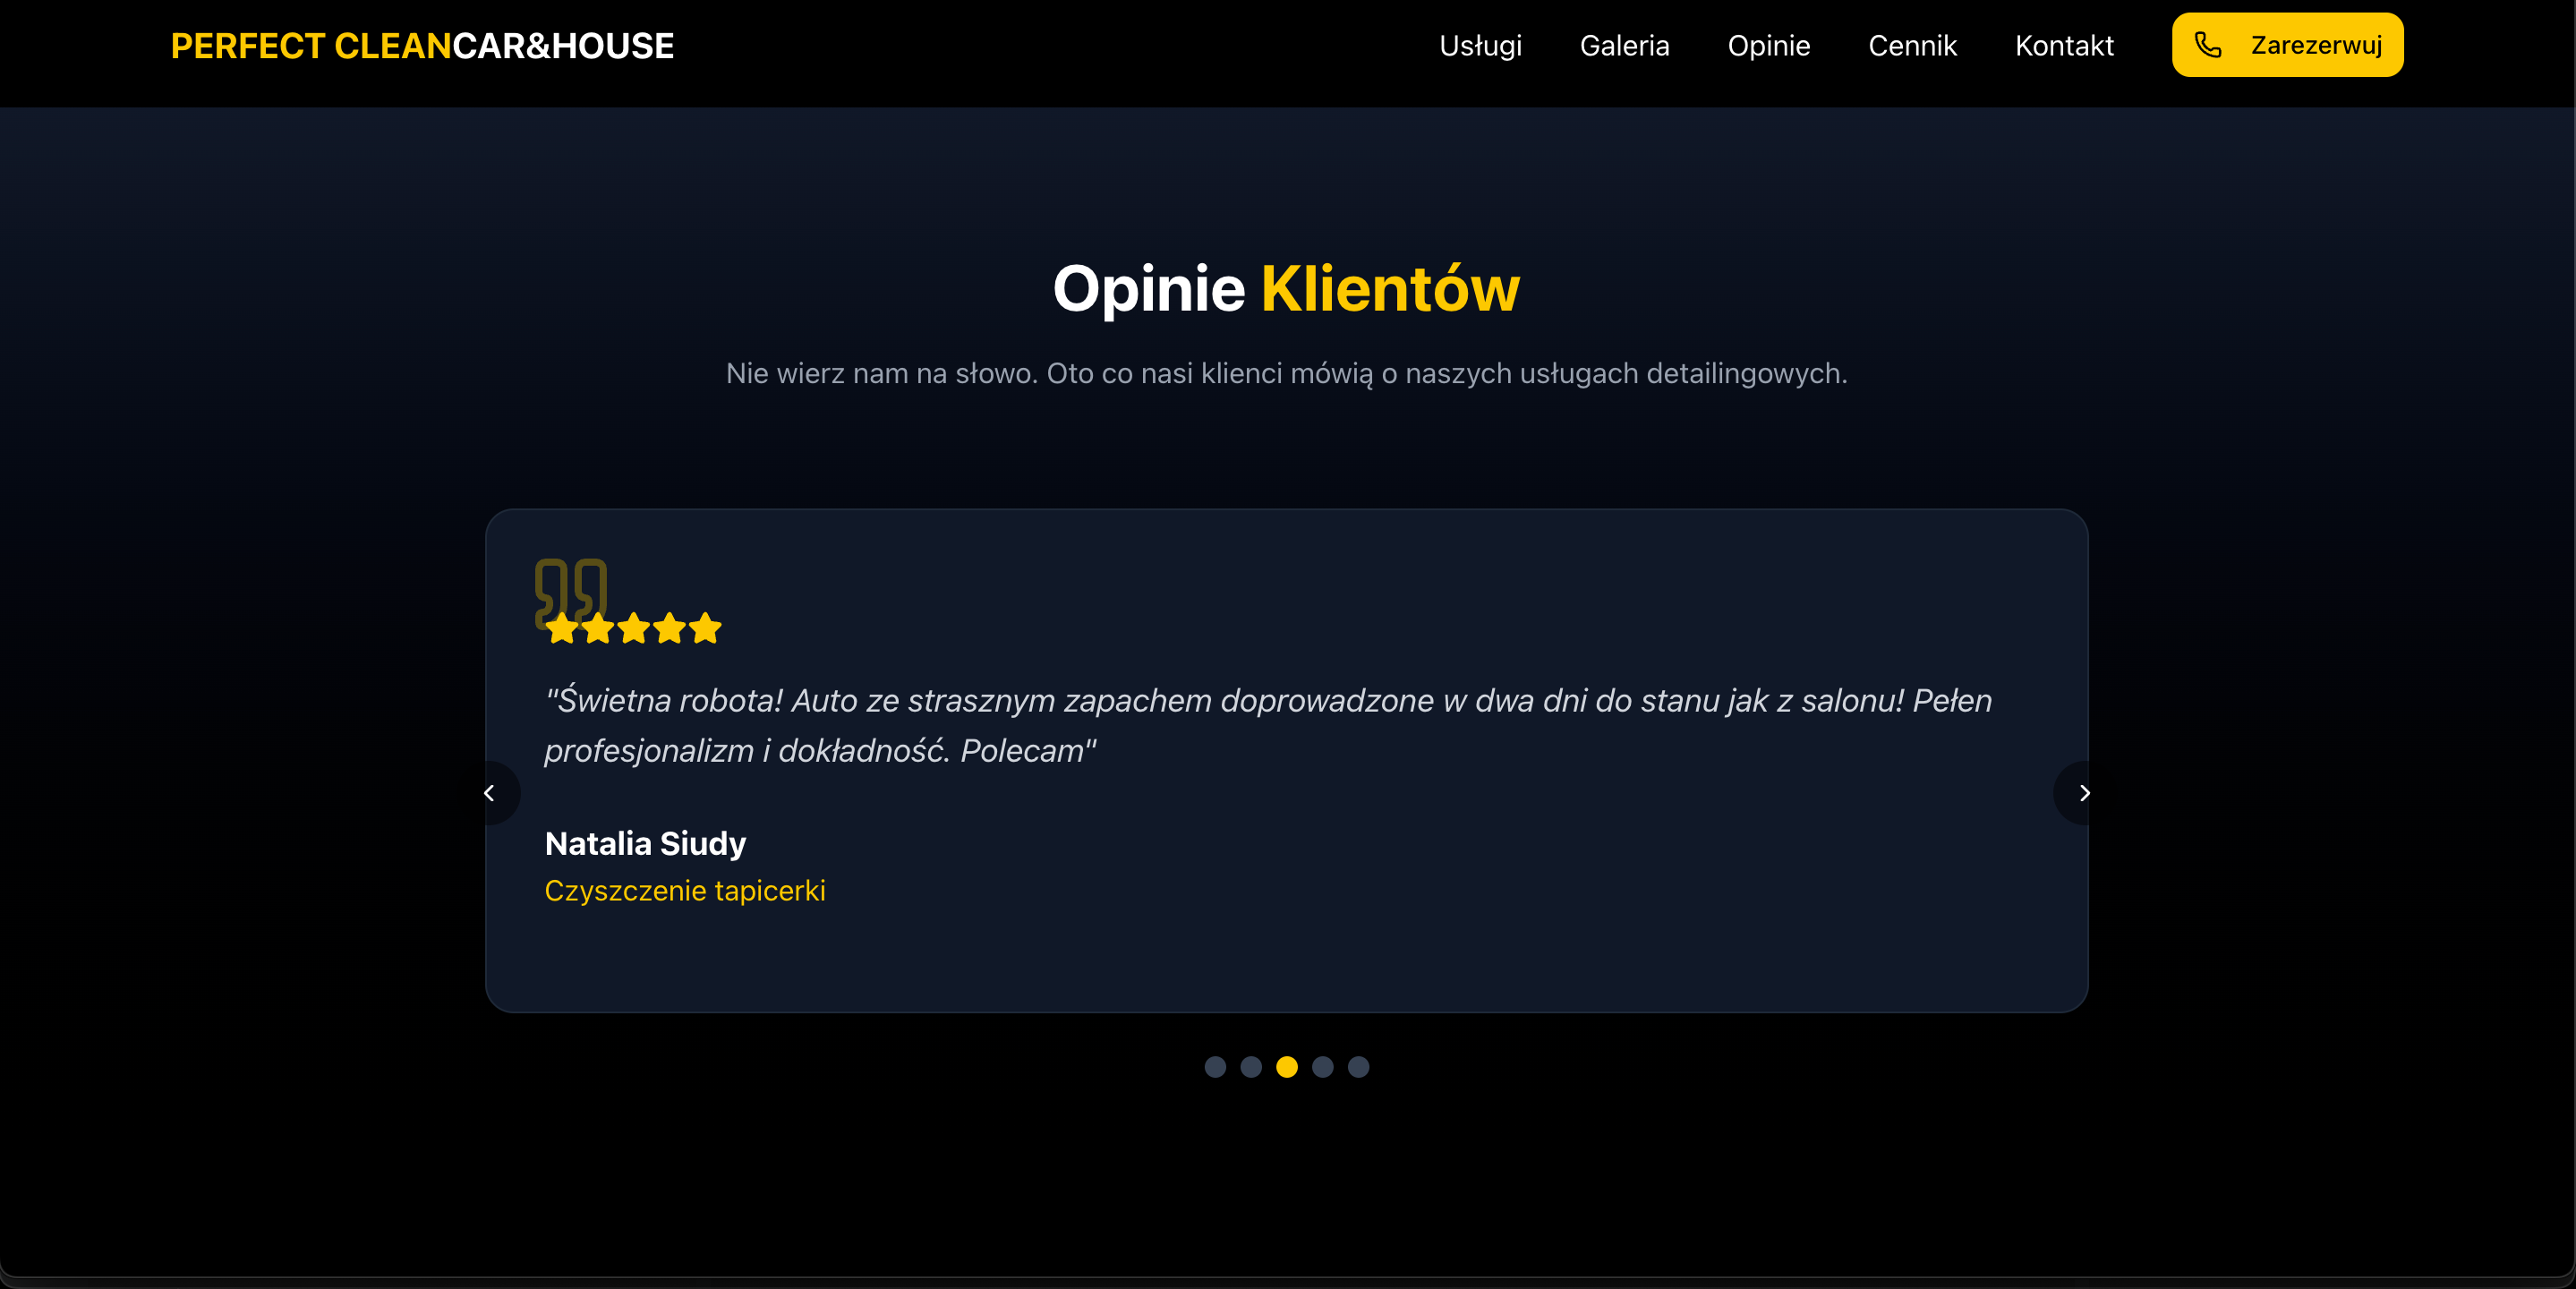 PERFECT CLEANCAR&HOUSE
Usługi
Galeria
Opinie
Cennik
Kontakt
Zarezerwuj
Opinie Klientów
Nie wierz nam na słowo. Oto co nasi klienci mówią o naszych usługach detailingowych.
"Świetna robota! Auto ze strasznym zapachem doprowadzone w dwa dni do stanu jak z salonu! Pełen
profesjonalizm i dokładność. Polecam"
Natalia Siudy
Czyszczenie tapicerki